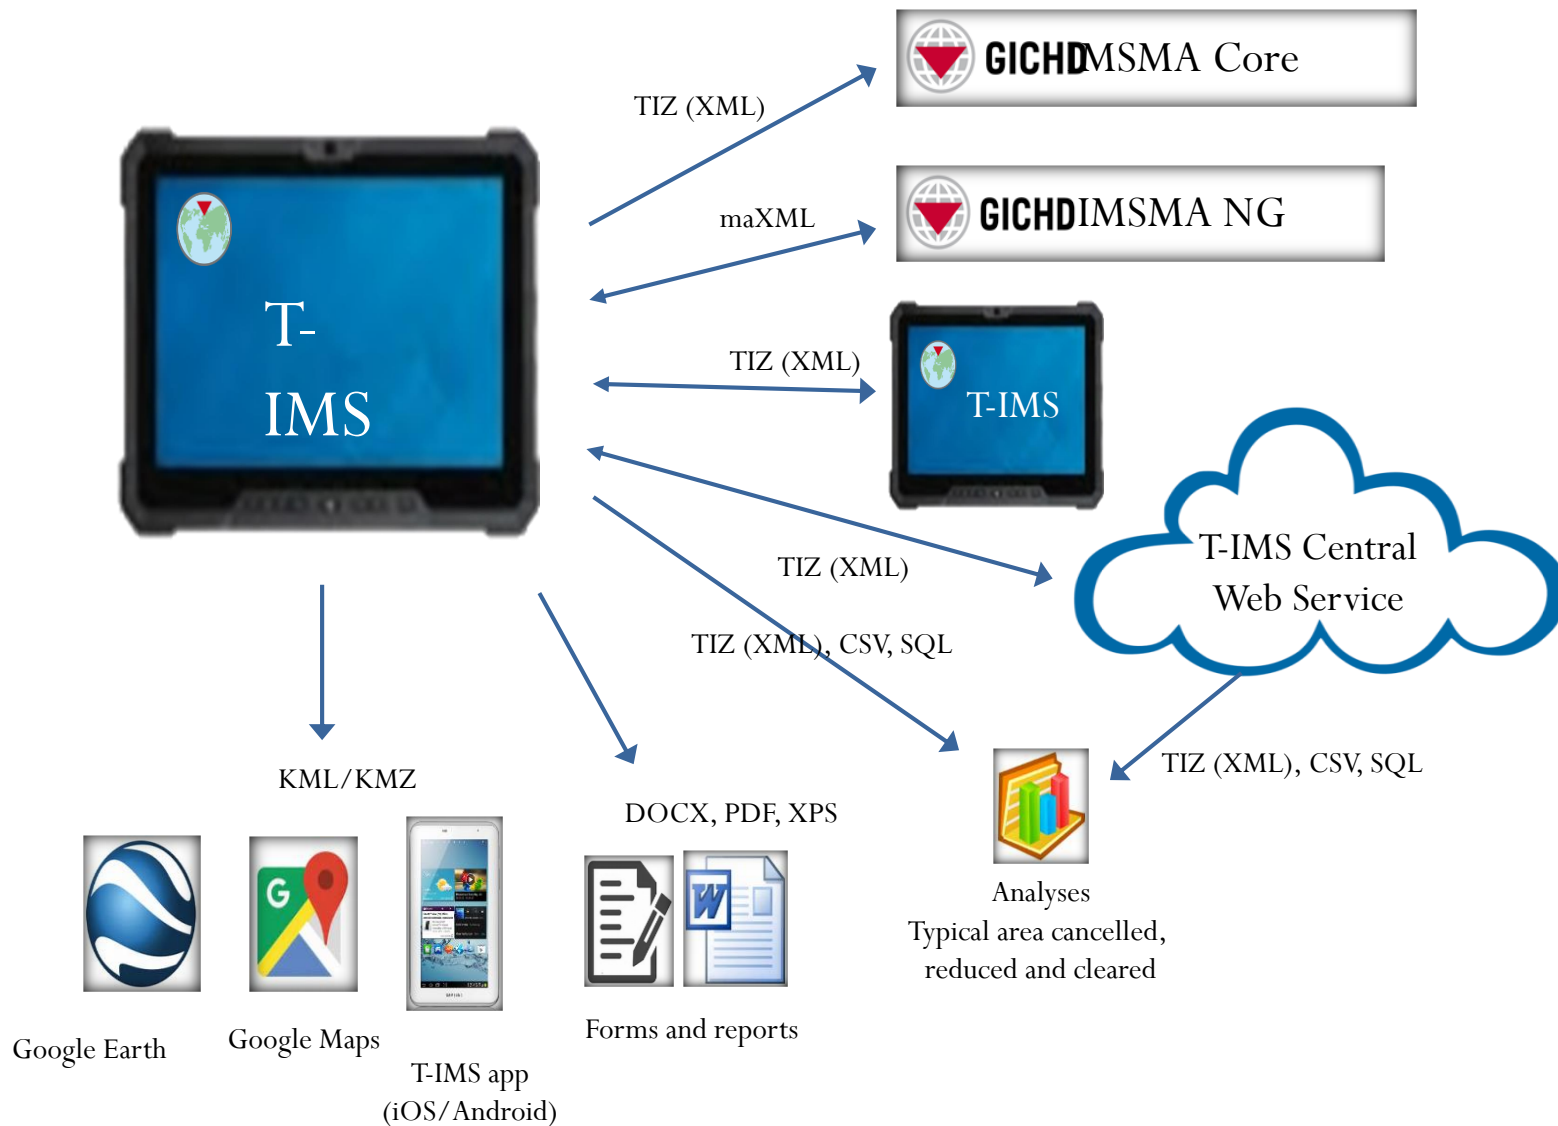 GICHD IMSMA Core
TIZ (XML)
GICHD IMSMA NG
maXML
T-
IMS
TIZ (XML)
T-IMS
T-IMS Central
Web Service
TIZ (XML)
TIZ (XML), CSV, SQL
TIZ (XML), CSV, SQL
KML/KMZ
DOCX, PDF, XPS
G
W
Analyses
Typical area cancelled,
reduced and cleared
Google Earth
Google Maps
Forms and reports
T-IMS app
(iOS/Android)